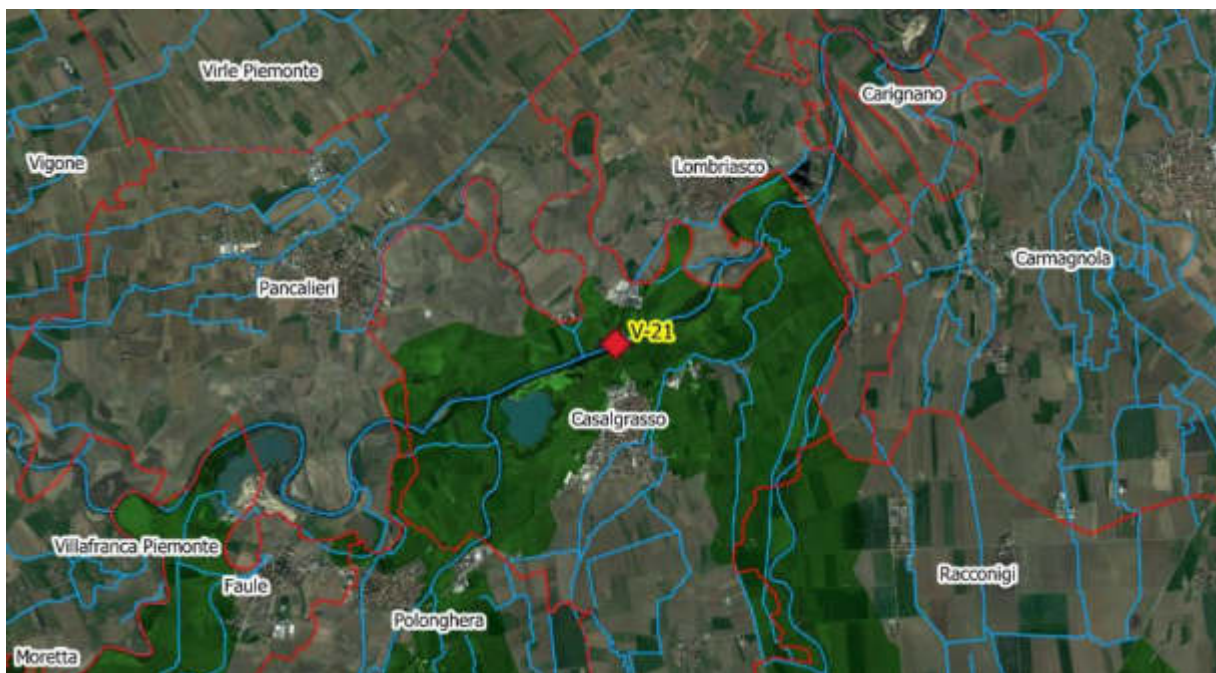 Virle Piemonte
Carignano
Vigone
Lombriasco
Carmagnola
Pancalieri
V-21
Casalgrasso
Villafranca Piemonte
Racconigi
Faule
Polonghera
Moretta